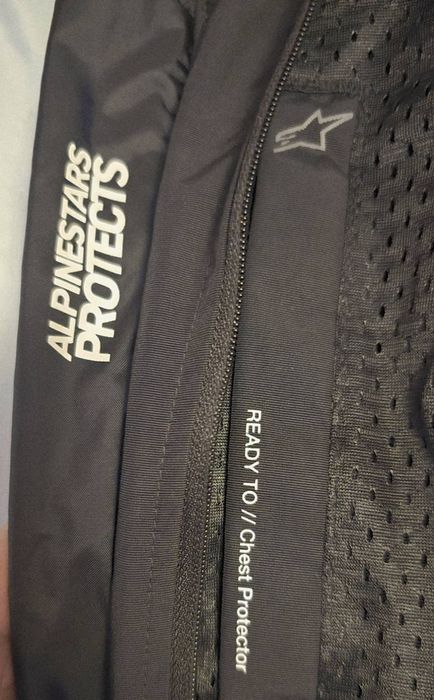 ALPINESTARS
PROTECTS
READY TO // Chest Protector